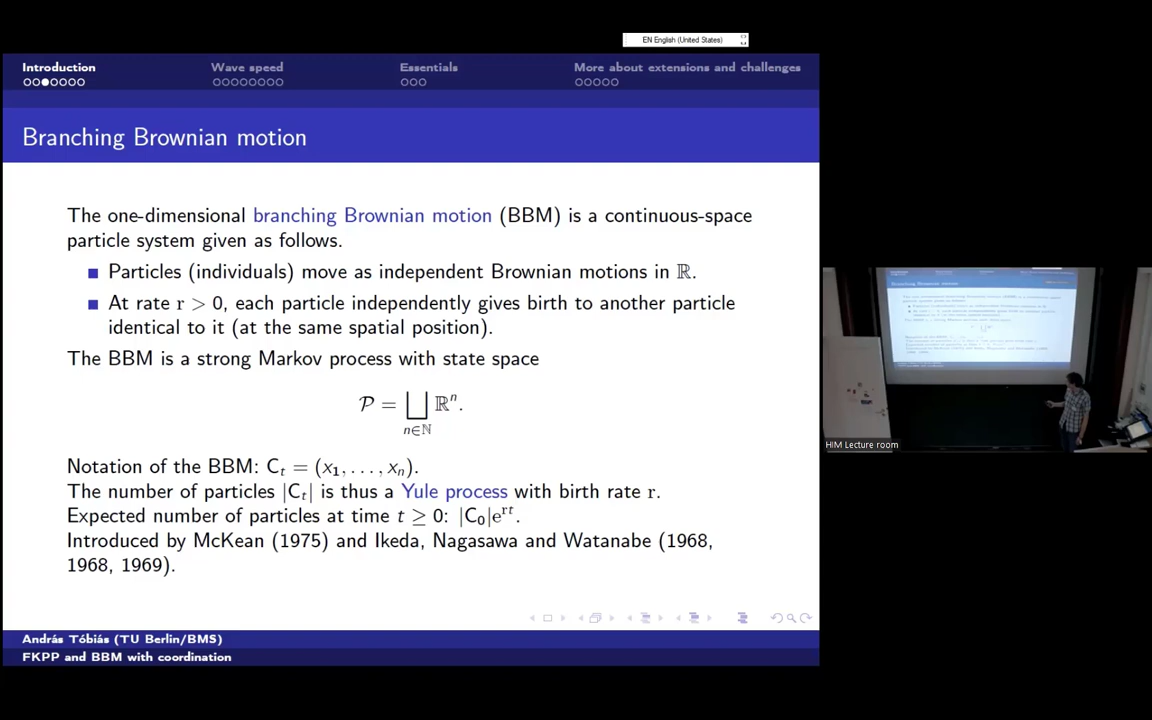 EN English (United States)
Introduction
Wave speed
Essentials
More about extensions and challenges
Branching Brownian motion
The one-dimensional branching Brownian motion (BBM) is a continuous-space
particle system given as follows.
Particles (individuals) move as independent Brownian motions in ℝ.
At rate r > 0, each particle independently gives birth to another particle
identical to it (at the same spatial position).
The BBM is a strong Markov process with state space
𝒫 = ⨆ ℝⁿ.
n∈ℕ
Notation of the BBM: Cₜ = (x₁, . . . , xₙ).
The number of particles |Cₜ| is thus a Yule process with birth rate r.
Expected number of particles at time t ≥ 0: |C₀|eʳᵗ.
Introduced by McKean (1975) and Ikeda, Nagasawa and Watanabe (1968,
1968, 1969).
András Tóbiás (TU Berlin/BMS)
FKPP and BBM with coordination
HIM Lecture room